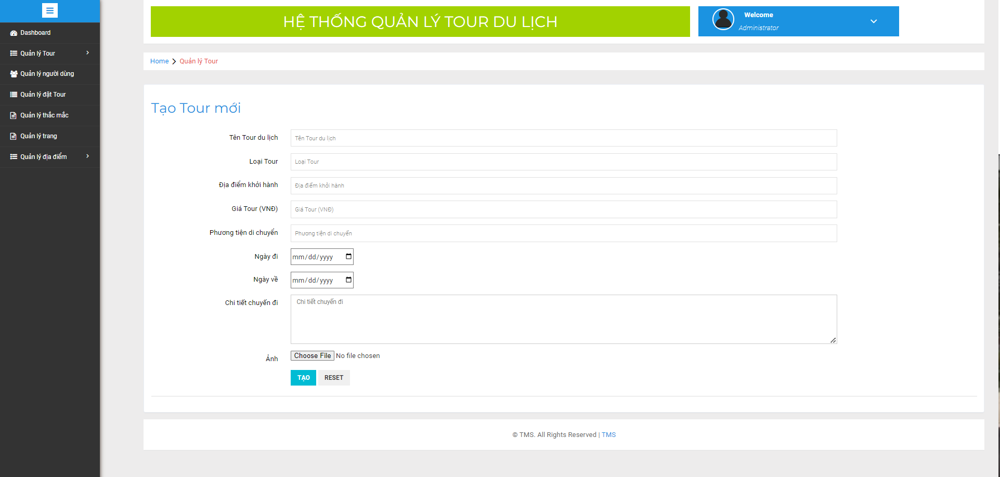 HỆ THỐNG QUẢN LÝ TOUR DU LỊCH
Welcome
Administrator
Dashboard
Quản lý Tour
Quản lý người dùng
Quản lý đặt Tour
Quản lý thắc mắc
Quản lý trang
Quản lý địa điểm
Home > Quản lý Tour
Tạo Tour mới
Tên Tour du lịch Tên Tour du lịch
Loại Tour Loại Tour
Địa điểm khởi hành Địa điểm khởi hành
Giá Tour (VNĐ) Giá Tour (VNĐ)
Phương tiện di chuyển Phương tiện di chuyển
Ngày đi mm/dd/yyyy
Ngày về mm/dd/yyyy
Chi tiết chuyến đi Chi tiết chuyến đi
Ảnh Choose File No file chosen
TẠO RESET
© TMS. All Rights Reserved | TMS